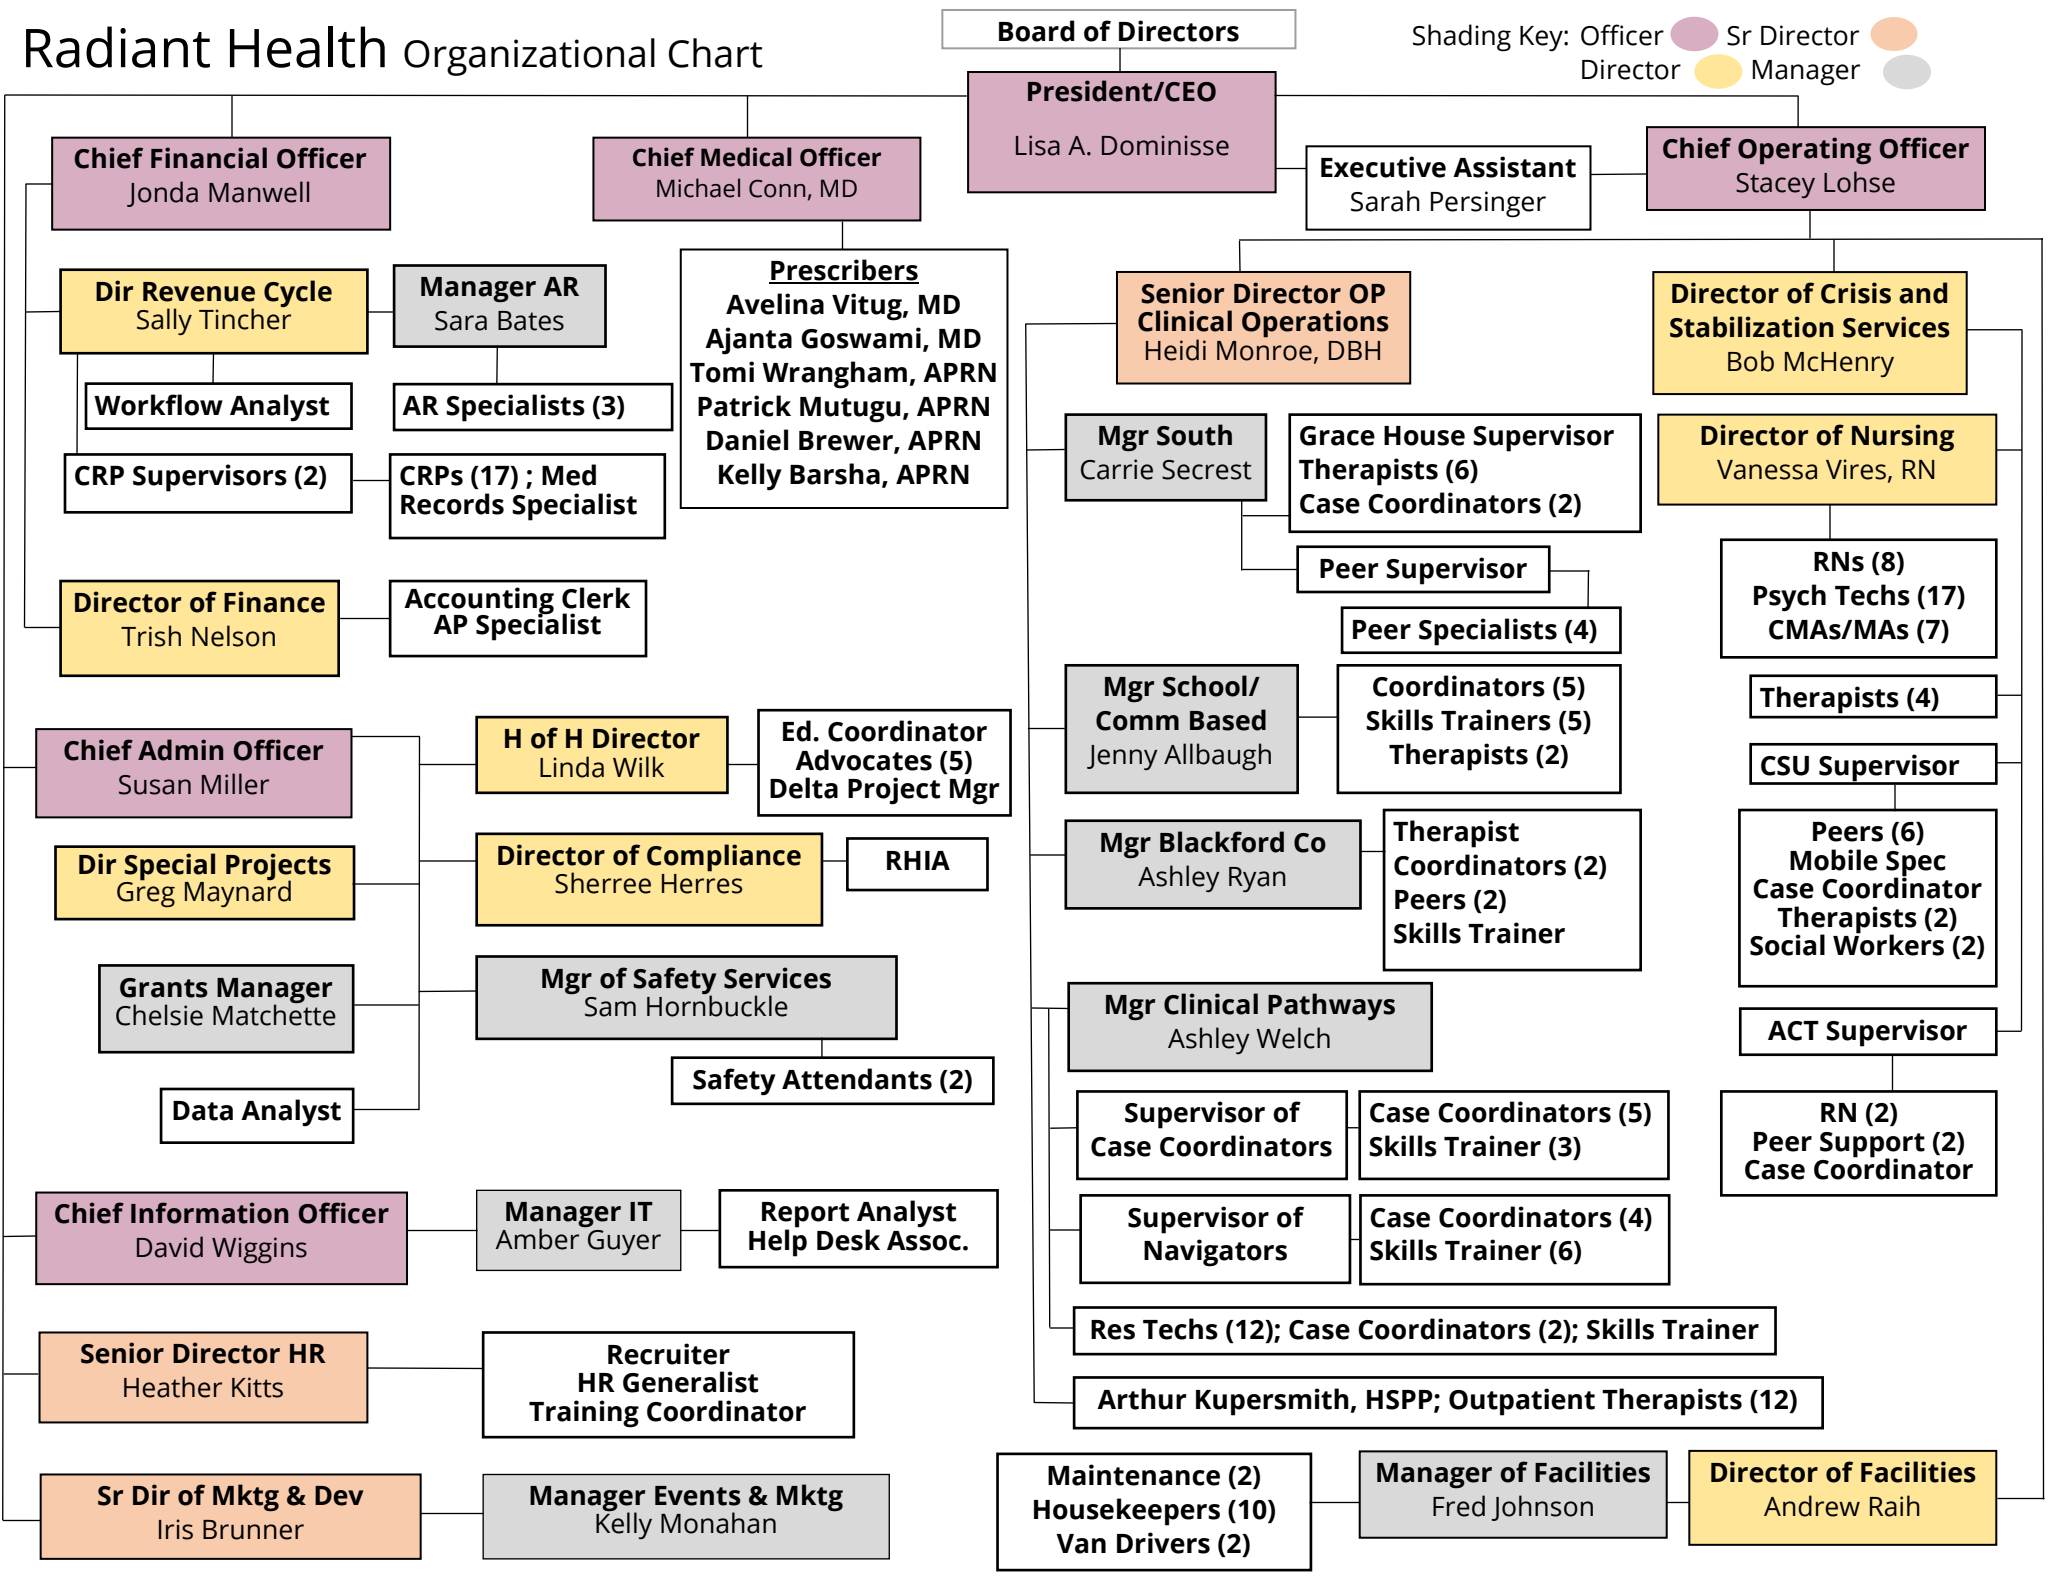 Radiant Health Organizational Chart
Board of Directors
Shading Key: Officer Sr Director
Director Manager
President/CEO
Lisa A. Dominisse
Chief Financial Officer
Jonda Manwell
Chief Medical Officer
Michael Conn, MD
Executive Assistant
Sarah Persinger
Chief Operating Officer
Stacey Lohse
Dir Revenue Cycle
Sally Tincher
Manager AR
Sara Bates
Workflow Analyst
AR Specialists (3)
CRP Supervisors (2)
CRPs (17) ; Med
Records Specialist
Director of Finance
Trish Nelson
Accounting Clerk
AP Specialist
Prescribers
Avelina Vitug, MD
Ajanta Goswami, MD
Tomi Wrangham, APRN
Patrick Mutugu, APRN
Daniel Brewer, APRN
Kelly Barsha, APRN
Chief Admin Officer
Susan Miller
H of H Director
Linda Wilk
Ed. Coordinator
Advocates (5)
Delta Project Mgr
Dir Special Projects
Greg Maynard
Director of Compliance
Sherree Herres
RHIA
Grants Manager
Chelsie Matchette
Mgr of Safety Services
Sam Hornbuckle
Safety Attendants (2)
Data Analyst
Chief Information Officer
David Wiggins
Manager IT
Amber Guyer
Report Analyst
Help Desk Assoc.
Senior Director HR
Heather Kitts
Recruiter
HR Generalist
Training Coordinator
Sr Dir of Mktg & Dev
Iris Brunner
Manager Events & Mktg
Kelly Monahan
Senior Director OP
Clinical Operations
Heidi Monroe, DBH
Mgr South
Carrie Secrest
Grace House Supervisor
Therapists (6)
Case Coordinators (2)
Peer Supervisor
Peer Specialists (4)
Mgr School/
Comm Based
Jenny Allbaugh
Coordinators (5)
Skills Trainers (5)
Therapists (2)
Mgr Blackford Co
Ashley Ryan
Therapist
Coordinators (2)
Peers (2)
Skills Trainer
Mgr Clinical Pathways
Ashley Welch
Supervisor of
Case Coordinators
Case Coordinators (5)
Skills Trainer (3)
Supervisor of
Navigators
Case Coordinators (4)
Skills Trainer (6)
Res Techs (12); Case Coordinators (2); Skills Trainer
Arthur Kupersmith, HSPP; Outpatient Therapists (12)
Director of Crisis and
Stabilization Services
Bob McHenry
Director of Nursing
Vanessa Vires, RN
RNs (8)
Psych Techs (17)
CMAs/MAs (7)
Therapists (4)
CSU Supervisor
Peers (6)
Mobile Spec
Case Coordinator
Therapists (2)
Social Workers (2)
ACT Supervisor
RN (2)
Peer Support (2)
Case Coordinator
Maintenance (2)
Housekeepers (10)
Van Drivers (2)
Manager of Facilities
Fred Johnson
Director of Facilities
Andrew Raih